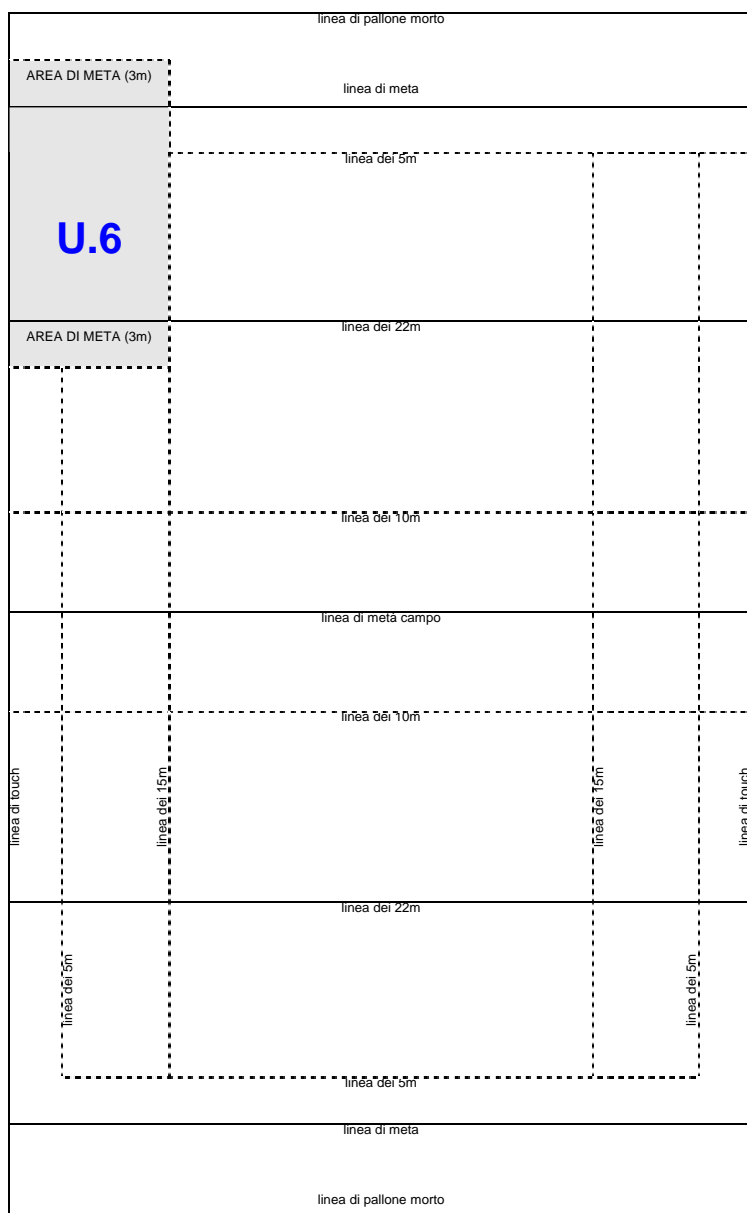 linea di pallone morto
AREA DI META (3m)
linea di meta
linea dei 5m
U.6
linea dei 22m
AREA DI META (3m)
linea dei 10m
linea di metà campo
linea dei 10m
linea di touch
linea dei 15m
linea dei 15m
linea di touch
linea dei 22m
linea dei 5m
linea dei 5m
linea dei 5m
linea di meta
linea di pallone morto